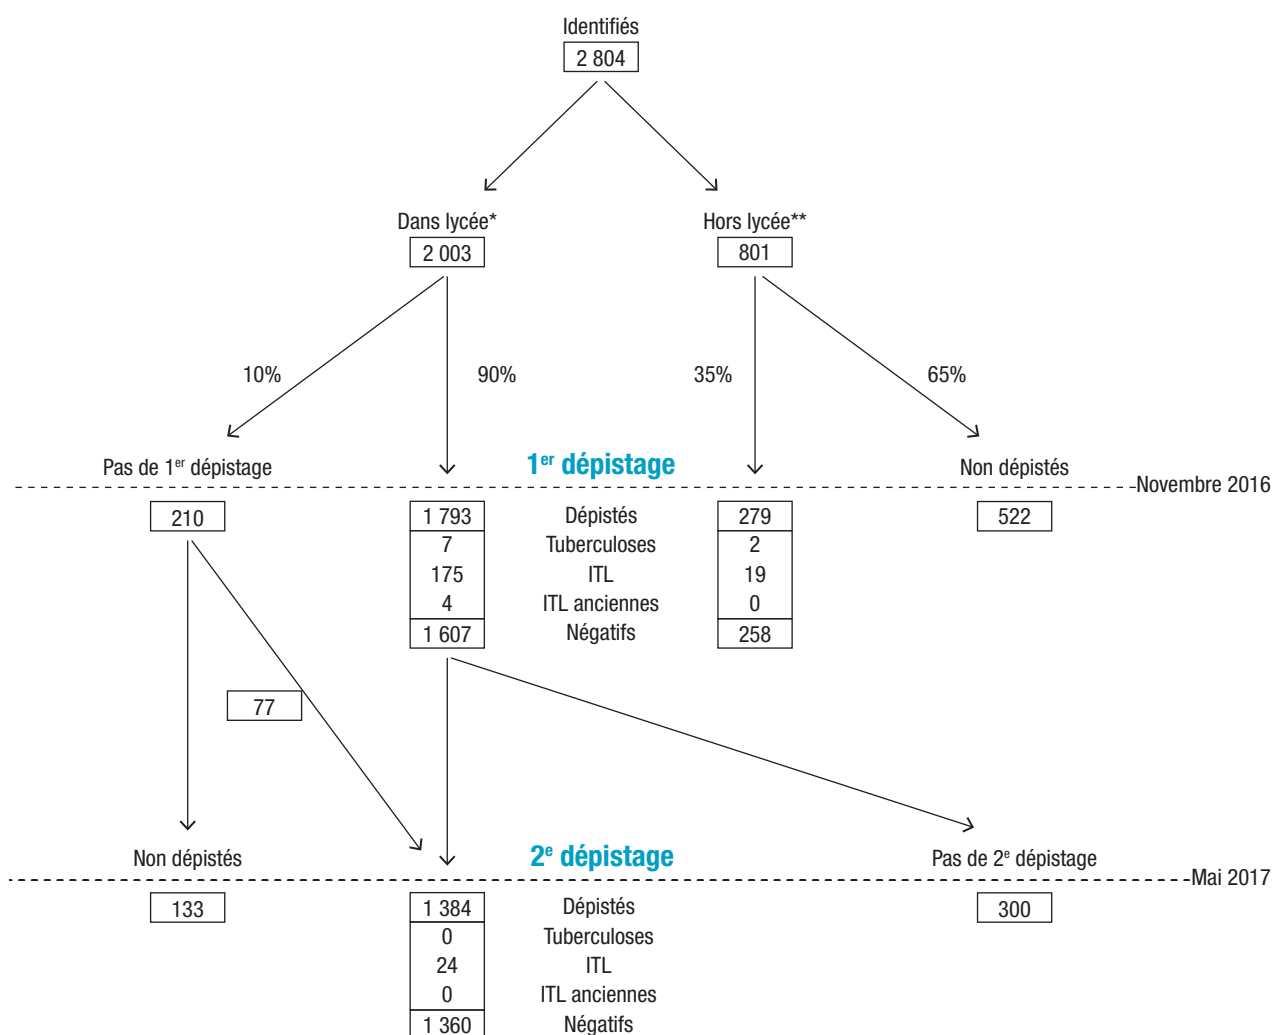 Identifiés
2 804
Dans lycée*
Hors lycée**
2 003
801
10%
90%
35%
65%
Pas de 1er dépistage
1er dépistage
Non dépistés
Novembre 2016
210
1 793
Dépistés
279
522
7
Tuberculoses
2
175
ITL
19
4
ITL anciennes
0
1 607
Négatifs
258
77
Non dépistés
2e dépistage
Pas de 2e dépistage
Mai 2017
133
1 384
Dépistés
300
0
Tuberculoses
24
ITL
0
ITL anciennes
1 360
Négatifs